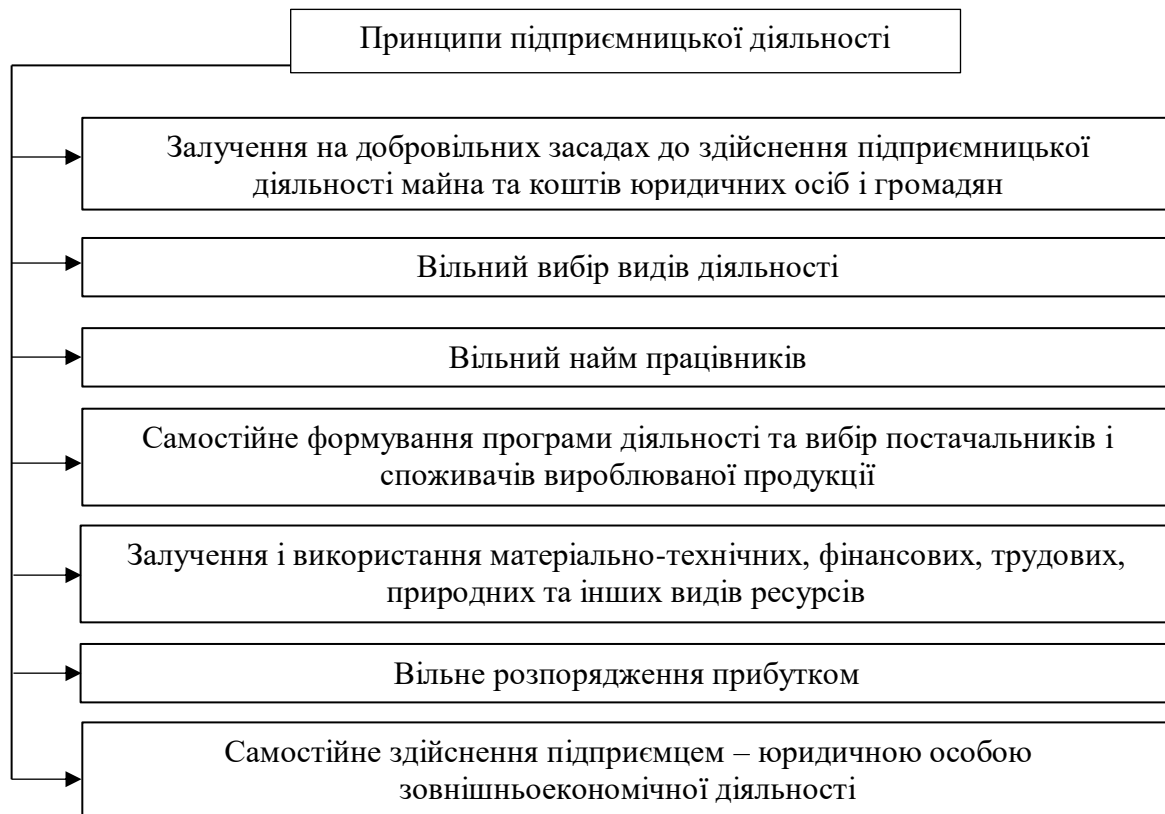 Принципи підприємницької діяльності
Залучення на добровільних засадах до здійснення підприємницької
діяльності майна та коштів юридичних осіб і громадян
Вільний вибір видів діяльності
Вільний найм працівників
Самостійне формування програми діяльності та вибір постачальників і
споживачів вироблюваної продукції
Залучення і використання матеріально-технічних, фінансових, трудових,
природних та інших видів ресурсів
Вільне розпорядження прибутком
Самостійне здійснення підприємцем – юридичною особою
зовнішньоекономічної діяльності